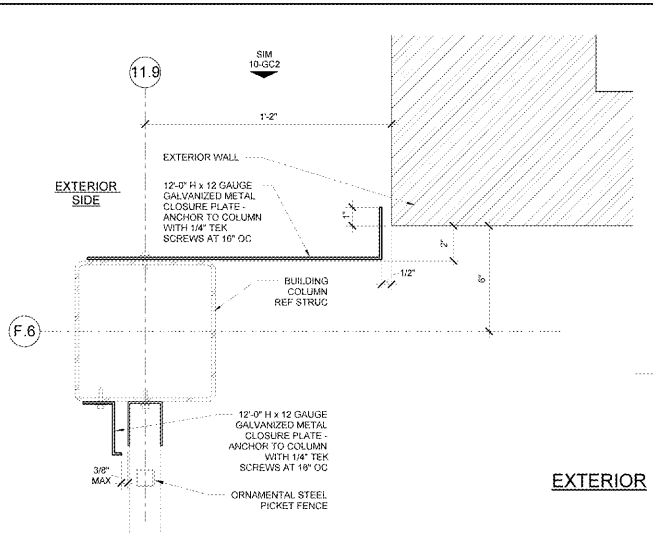 11.9
SIM
10-GC2
1'-2"
EXTERIOR WALL
EXTERIOR
SIDE
12'-0" H x 12 GAUGE
GALVANIZED METAL
CLOSURE PLATE -
ANCHOR TO COLUMN
WITH 1/4" TEK
SCREWS AT 16" OC
1"
2"
6"
1/2"
BUILDING
COLUMN
REF STRUC
F.6
12'-0" H x 12 GAUGE
GALVANIZED METAL
CLOSURE PLATE -
ANCHOR TO COLUMN
WITH 1/4" TEK
SCREWS AT 16" OC
3/8"
MAX
ORNAMENTAL STEEL
PICKET FENCE
EXTERIOR